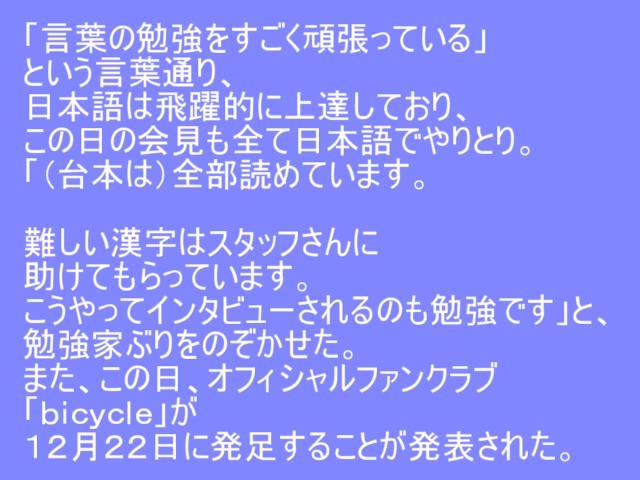 「言葉の勉強をすごく頑張っている」
という言葉通り、
日本語は飛躍的に上達しており、
この日の会見も全て日本語でやりとり。
「（台本は）全部読めています。
難しい漢字はスタッフさんに
助けてもらっています。
こうやってインタビューされるのも勉強です」と、
勉強家ぶりをのぞかせた。
また、この日、オフィシャルファンクラブ
「bicycle」が
１２月２２日に発足することが発表された。